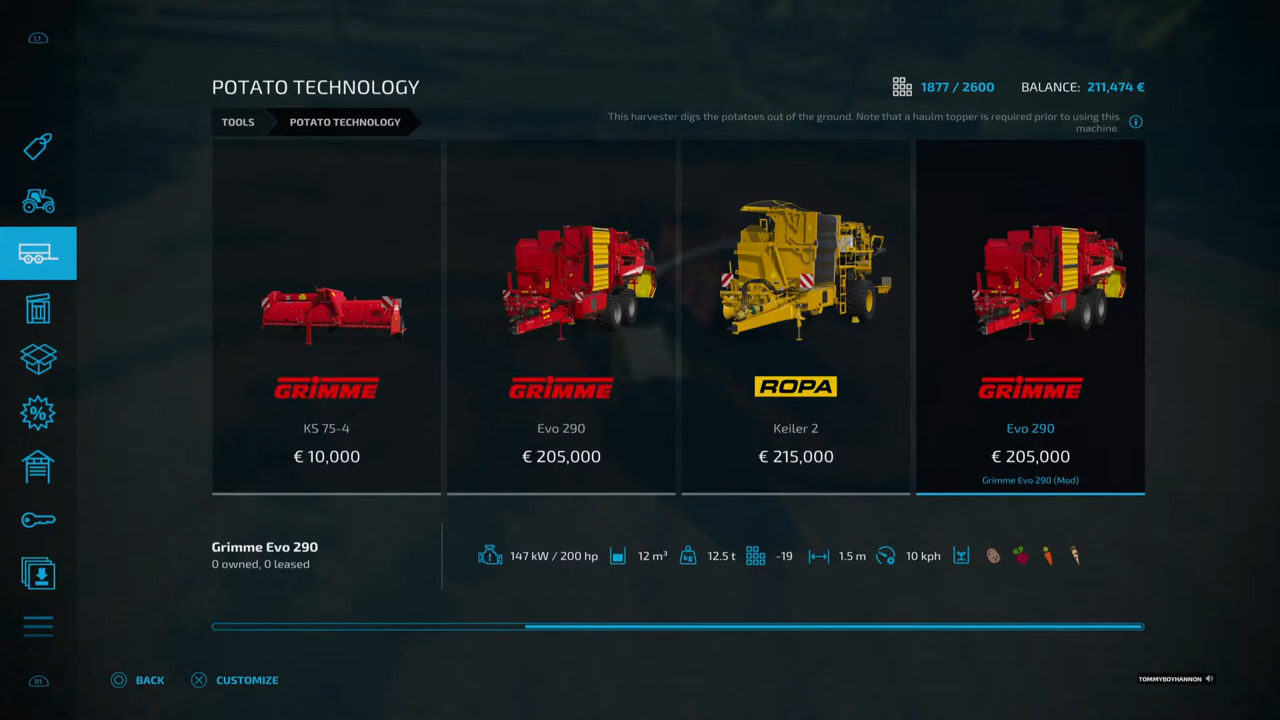 L1
POTATO TECHNOLOGY
1877 / 2600
BALANCE: 211,474 €
TOOLS
POTATO TECHNOLOGY
This harvester digs the potatoes out of the ground. Note that a haulm topper is required prior to using this
machine.
GRIMME
GRIMME
ROPA
GRIMME
KS 75-4
Evo 290
Keiler 2
Evo 290
€ 10,000
€ 205,000
€ 215,000
€ 205,000
Grimme Evo 290 (Mod)
Grimme Evo 290
0 owned, 0 leased
147 kW / 200 hp
12 m³
kg
12.5 t
-19
1.5 m
10 kph
R1
BACK
CUSTOMIZE
TOMMYBOYHANNON